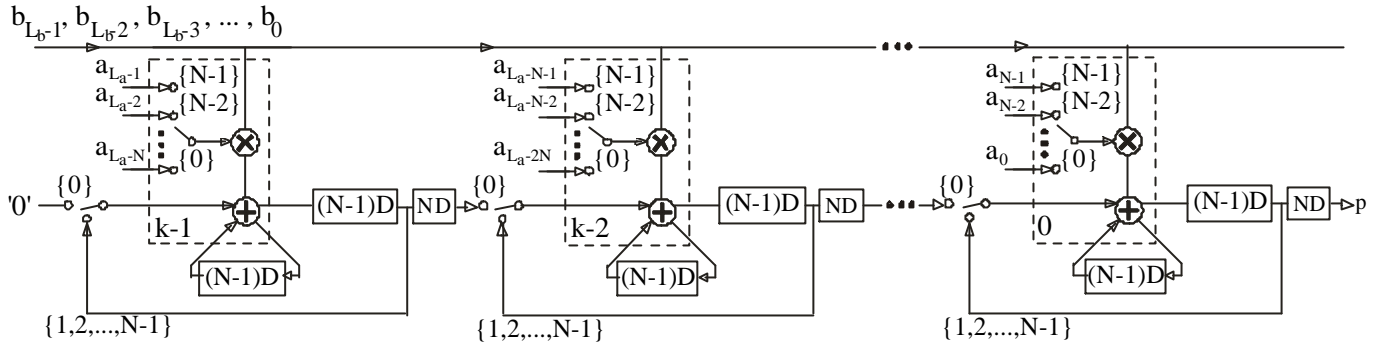 b_{L_b-1}, b_{L_b-2}, b_{L_b-3}, ... , b_0
a_{L_a-1} {N-1} a_{L_a-N-1} {N-1} a_{N-1} {N-1}
a_{L_a-2} {N-2} a_{L_a-N-2} {N-2} a_{N-2} {N-2}
a_{L_a-N} {0} a_{L_a-2N} {0} a_0 {0}
{0} {0} {0}
'0' (N-1)D ND (N-1)D ND (N-1)D ND p
k-1 k-2 0
(N-1)D (N-1)D (N-1)D
{1,2,...,N-1} {1,2,...,N-1} {1,2,...,N-1}